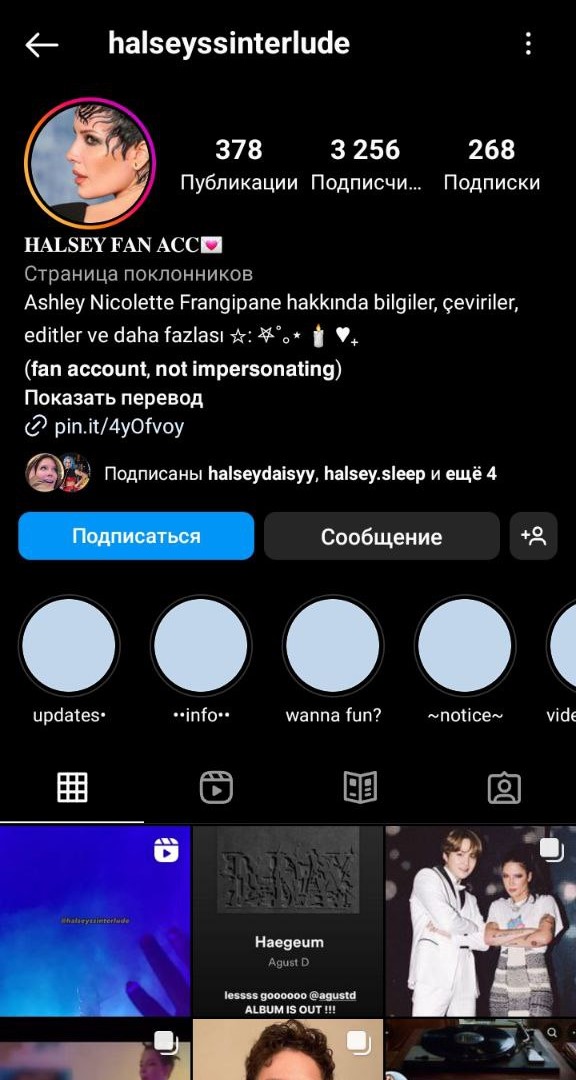 halseyssinterlude
378
3 256
268
Публикации
Подписчи...
Подписки
HALSEY FAN ACC💌
Страница поклонников
Ashley Nicolette Frangipane hakkında bilgiler, çeviriler,
editler ve daha fazlası ☆: ⛧˚｡⋆ 🕯️ ♥︎₊
(fan account, not impersonating)
Показать перевод
pin.it/4yOfvoy
Подписаны halseydaisyy, halsey.sleep и ещё 4
Подписаться
Сообщение
updates•
••info••
wanna fun?
~notice~
vide
@halseyssinterlude
D-DAY
Haegeum
Agust D
lessss goooooo @agustd
ALBUM IS OUT !!!